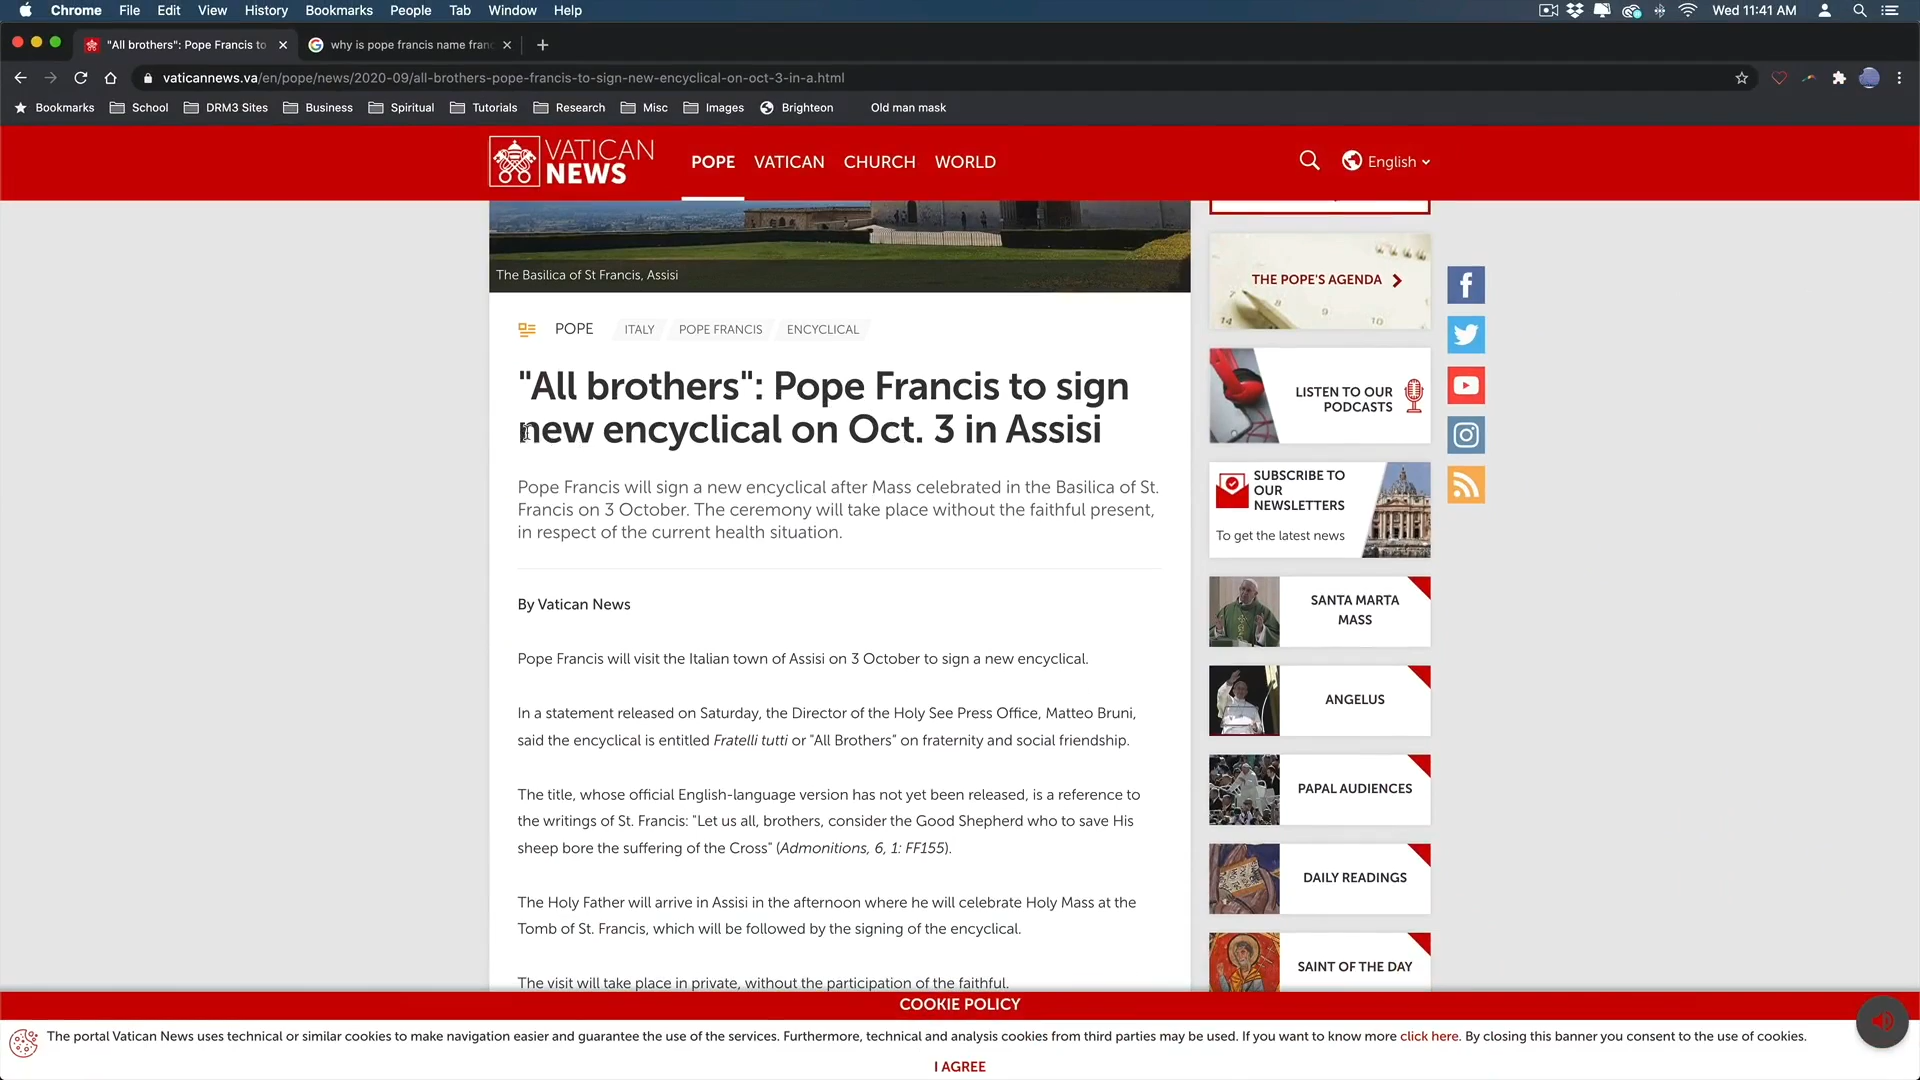 Chrome File Edit View History Bookmarks People Tab Window Help Wed 11:41 AM
"All brothers": Pope Francis to why is pope francis name franc
vaticannews.va/en/pope/news/2020-09/all-brothers-pope-francis-to-sign-new-encyclical-on-oct-3-in-a.html
Bookmarks School DRM3 Sites Business Spiritual Tutorials Research Misc Images Brighteon Old man mask
VATICAN
NEWS
POPE VATICAN CHURCH WORLD English
The Basilica of St Francis, Assisi
POPE ITALY POPE FRANCIS ENCYCLICAL
"All brothers": Pope Francis to sign
new encyclical on Oct. 3 in Assisi
Pope Francis will sign a new encyclical after Mass celebrated in the Basilica of St.
Francis on 3 October. The ceremony will take place without the faithful present,
in respect of the current health situation.
By Vatican News
Pope Francis will visit the Italian town of Assisi on 3 October to sign a new encyclical.
In a statement released on Saturday, the Director of the Holy See Press Office, Matteo Bruni,
said the encyclical is entitled Fratelli tutti or "All Brothers" on fraternity and social friendship.
The title, whose official English-language version has not yet been released, is a reference to
the writings of St. Francis: "Let us all, brothers, consider the Good Shepherd who to save His
sheep bore the suffering of the Cross" (Admonitions, 6, 1: FF155).
The Holy Father will arrive in Assisi in the afternoon where he will celebrate Holy Mass at the
Tomb of St. Francis, which will be followed by the signing of the encyclical.
The visit will take place in private, without the participation of the faithful.
THE POPE'S AGENDA
7 8 9
14 10
LISTEN TO OUR
PODCASTS
SUBSCRIBE TO
OUR
NEWSLETTERS
To get the latest news
SANTA MARTA
MASS
ANGELUS
PAPAL AUDIENCES
DAILY READINGS
SAINT OF THE DAY
COOKIE POLICY
The portal Vatican News uses technical or similar cookies to make navigation easier and guarantee the use of the services. Furthermore, technical and analysis cookies from third parties may be used. If you want to know more click here. By closing this banner you consent to the use of cookies.
I AGREE